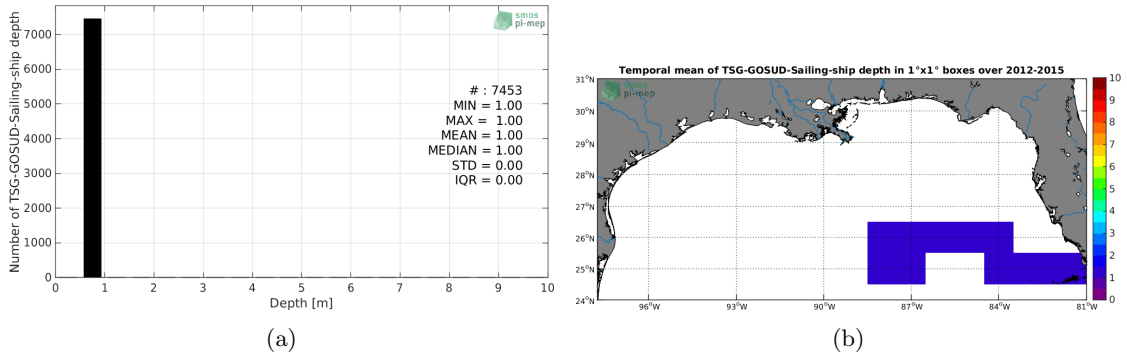 smos
pi-mep
Number of TSG-GOSUD-Sailing-ship depth
7000
6000
5000
4000
3000
2000
1000
0
# : 7453
MIN = 1.00
MAX = 1.00
MEAN = 1.00
MEDIAN = 1.00
STD = 0.00
IQR = 0.00
0 1 2 3 4 5 6 7 8 9 10
Depth [m]
(a)
Temporal mean of TSG-GOSUD-Sailing-ship depth in 1°x1° boxes over 2012-2015
smos
pi-mep
31°N
30°N
29°N
28°N
27°N
26°N
25°N
24°N
96°W 93°W 90°W 87°W 84°W 81°W
10
9
8
7
6
5
4
3
2
1
0
(b)